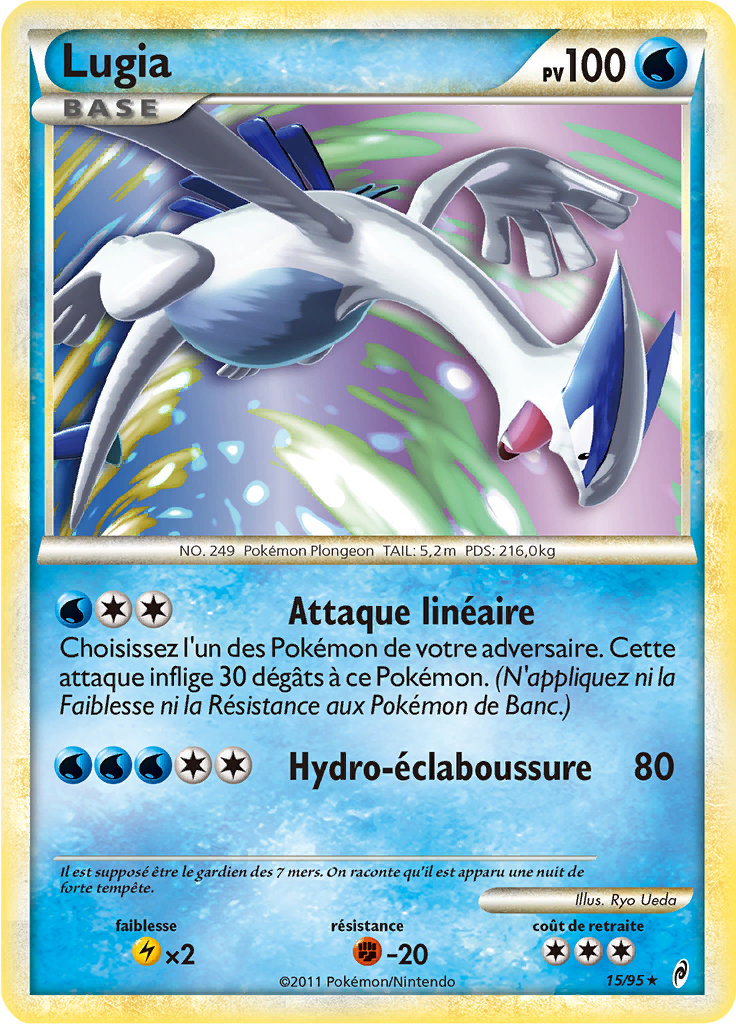 Lugia
PV100
BASE
NO. 249 Pokémon Plongeon TAIL: 5,2m PDS: 216,0kg
Attaque linéaire
Choisissez l'un des Pokémon de votre adversaire. Cette
attaque inflige 30 dégâts à ce Pokémon. (N'appliquez ni la
Faiblesse ni la Résistance aux Pokémon de Banc.)
Hydro-éclaboussure 80
Il est supposé être le gardien des 7 mers. On raconte qu'il est apparu une nuit de
forte tempête.
Illus. Ryo Ueda
faiblesse résistance coût de retraite
×2 -20
©2011 Pokémon/Nintendo 15/95 ★